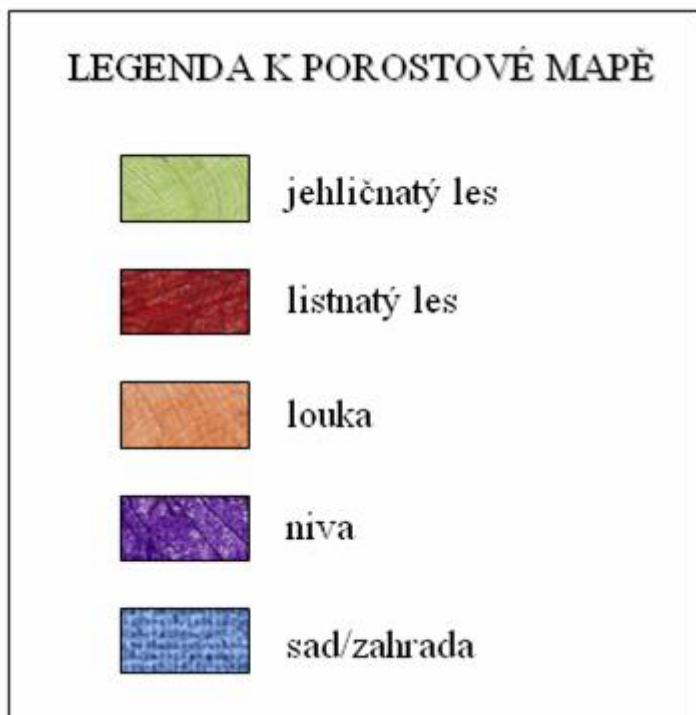 LEGENDA K POROSTOVÉ MAPĚ
jehličnatý les
listnatý les
louka
niva
sad/zahrada